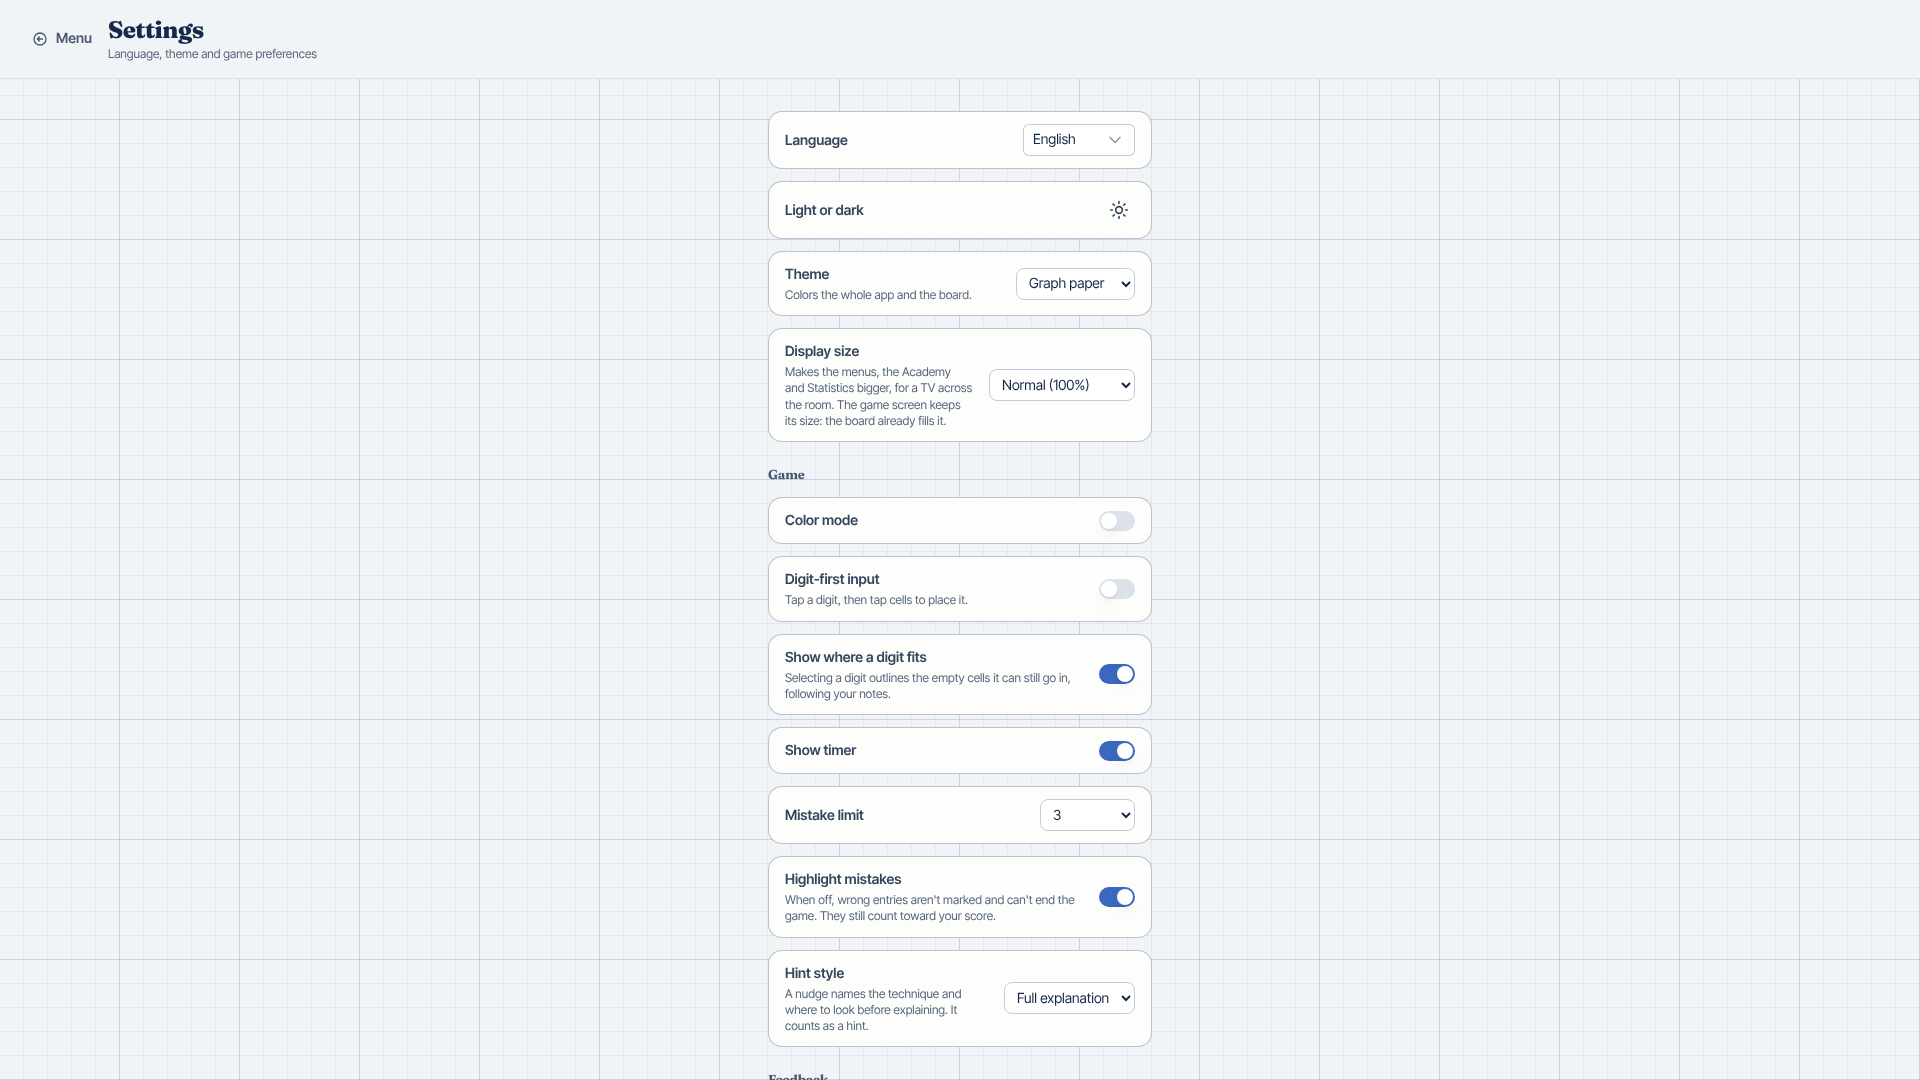 Menu
Settings
Language, theme and game preferences
Language
English
Light or dark
Theme
Colors the whole app and the board.
Graph paper
Display size
Makes the menus, the Academy
and Statistics bigger, for a TV across
the room. The game screen keeps
its size: the board already fills it.
Normal (100%)
Game
Color mode
Digit-first input
Tap a digit, then tap cells to place it.
Show where a digit fits
Selecting a digit outlines the empty cells it can still go in,
following your notes.
Show timer
Mistake limit
3
Highlight mistakes
When off, wrong entries aren't marked and can't end the
game. They still count toward your score.
Hint style
A nudge names the technique and
where to look before explaining. It
counts as a hint.
Full explanation
Feedback